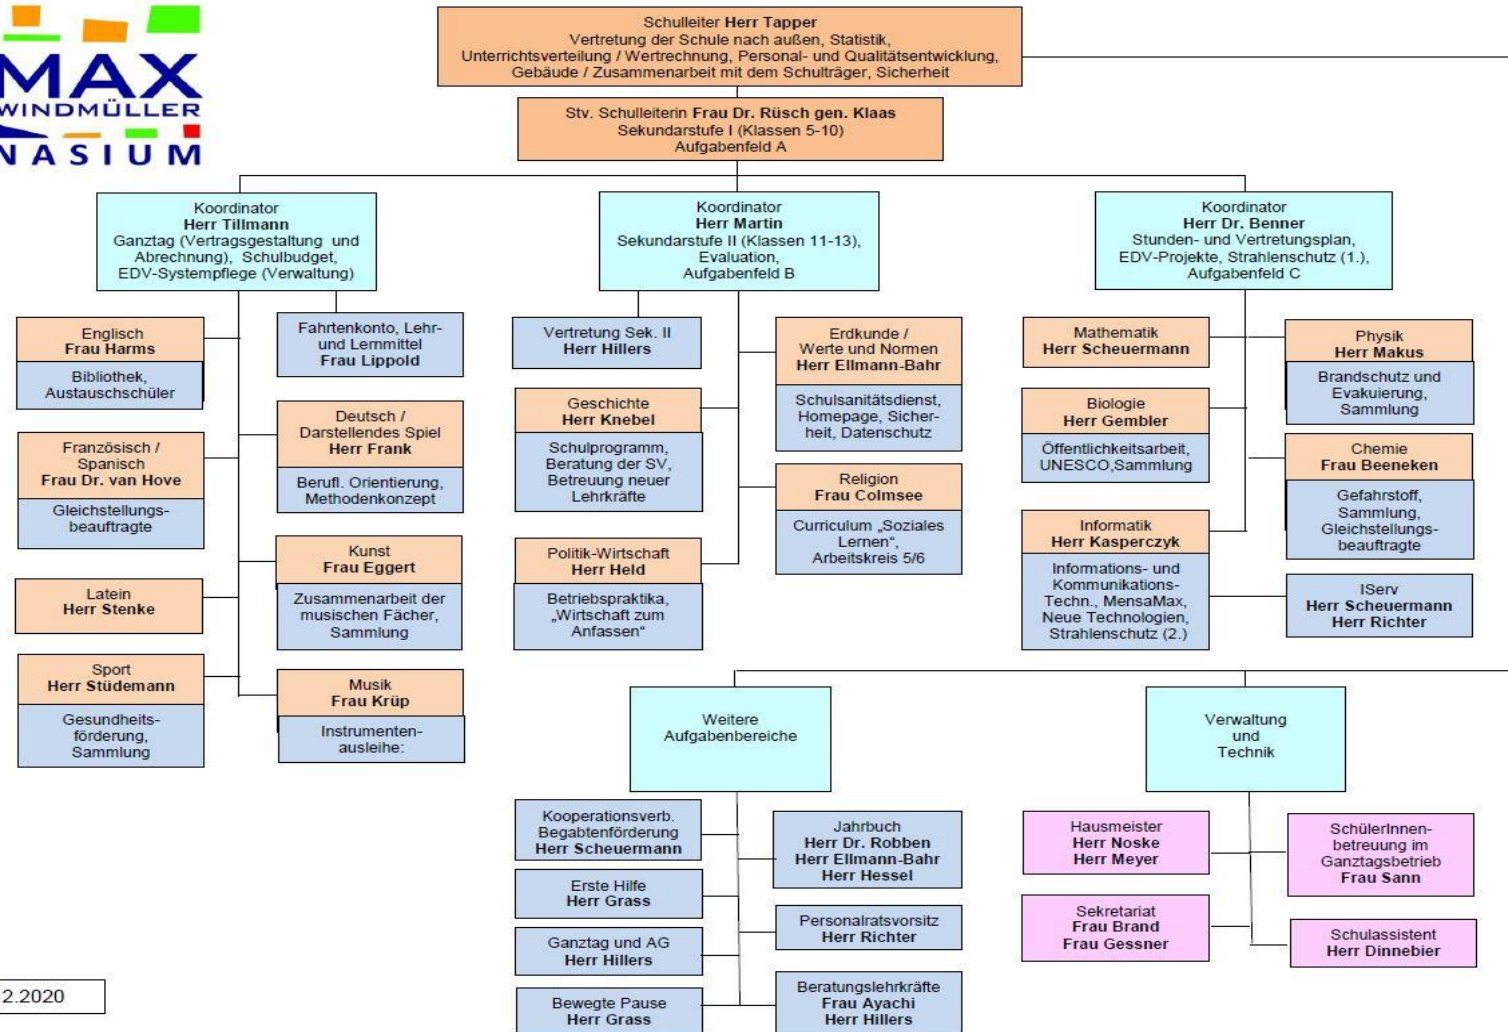 MAX
WINDMÜLLER
NASIUM
Schulleiter Herr Tapper
Vertretung der Schule nach außen, Statistik,
Unterrichtsverteilung / Wertrechnung, Personal- und Qualitätsentwicklung,
Gebäude / Zusammenarbeit mit dem Schulträger, Sicherheit
Stv. Schulleiterin Frau Dr. Rüsch gen. Klaas
Sekundarstufe I (Klassen 5-10)
Aufgabenfeld A
Koordinator
Herr Tillmann
Ganztag (Vertragsgestaltung und
Abrechnung), Schulbudget,
EDV-Systempflege (Verwaltung)
Koordinator
Herr Martin
Sekundarstufe II (Klassen 11-13),
Evaluation,
Aufgabenfeld B
Koordinator
Herr Dr. Benner
Stunden- und Vertretungsplan,
EDV-Projekte, Strahlenschutz (1.),
Aufgabenfeld C
Englisch
Frau Harms
Bibliothek,
Austauschschüler
Fahrtenkonto, Lehr-
und Lernmittel
Frau Lippold
Französisch /
Spanisch
Frau Dr. van Hove
Gleichstellungs-
beauftragte
Deutsch /
Darstellendes Spiel
Herr Frank
Berufl. Orientierung,
Methodenkonzept
Latein
Herr Stenke
Kunst
Frau Eggert
Zusammenarbeit der
musischen Fächer,
Sammlung
Sport
Herr Stüdemann
Gesundheits-
förderung,
Sammlung
Musik
Frau Krüp
Instrumenten-
ausleihe:
Vertretung Sek. II
Herr Hillers
Erdkunde /
Werte und Normen
Herr Ellmann-Bahr
Schulsanitätsdienst,
Homepage, Sicher-
heit, Datenschutz
Geschichte
Herr Knebel
Schulprogramm,
Beratung der SV,
Betreuung neuer
Lehrkräfte
Religion
Frau Colmsee
Curriculum „Soziales
Lernen“,
Arbeitskreis 5/6
Politik-Wirtschaft
Herr Held
Betriebspraktika,
„Wirtschaft zum
Anfassen“
Mathematik
Herr Scheuermann
Physik
Herr Makus
Brandschutz und
Evakuierung,
Sammlung
Biologie
Herr Gembler
Öffentlichkeitsarbeit,
UNESCO,Sammlung
Chemie
Frau Beeneken
Gefahrstoff,
Sammlung,
Gleichstellungs-
beauftragte
Informatik
Herr Kasperczyk
Informations- und
Kommunikations-
Techn., MensaMax,
Neue Technologien,
Strahlenschutz (2.)
IServ
Herr Scheuermann
Herr Richter
Weitere
Aufgabenbereiche
Kooperationsverb.
Begabtenförderung
Herr Scheuermann
Jahrbuch
Herr Dr. Robben
Herr Ellmann-Bahr
Herr Hessel
Erste Hilfe
Herr Grass
Personalratsvorsitz
Herr Richter
Ganztag und AG
Herr Hillers
Bewegte Pause
Herr Grass
Beratungslehrkräfte
Frau Ayachi
Herr Hillers
Verwaltung
und
Technik
Hausmeister
Herr Noske
Herr Meyer
SchülerInnen-
betreuung im
Ganztagsbetrieb
Frau Sann
Sekretariat
Frau Brand
Frau Gessner
Schulassistent
Herr Dinnebier
2.2020